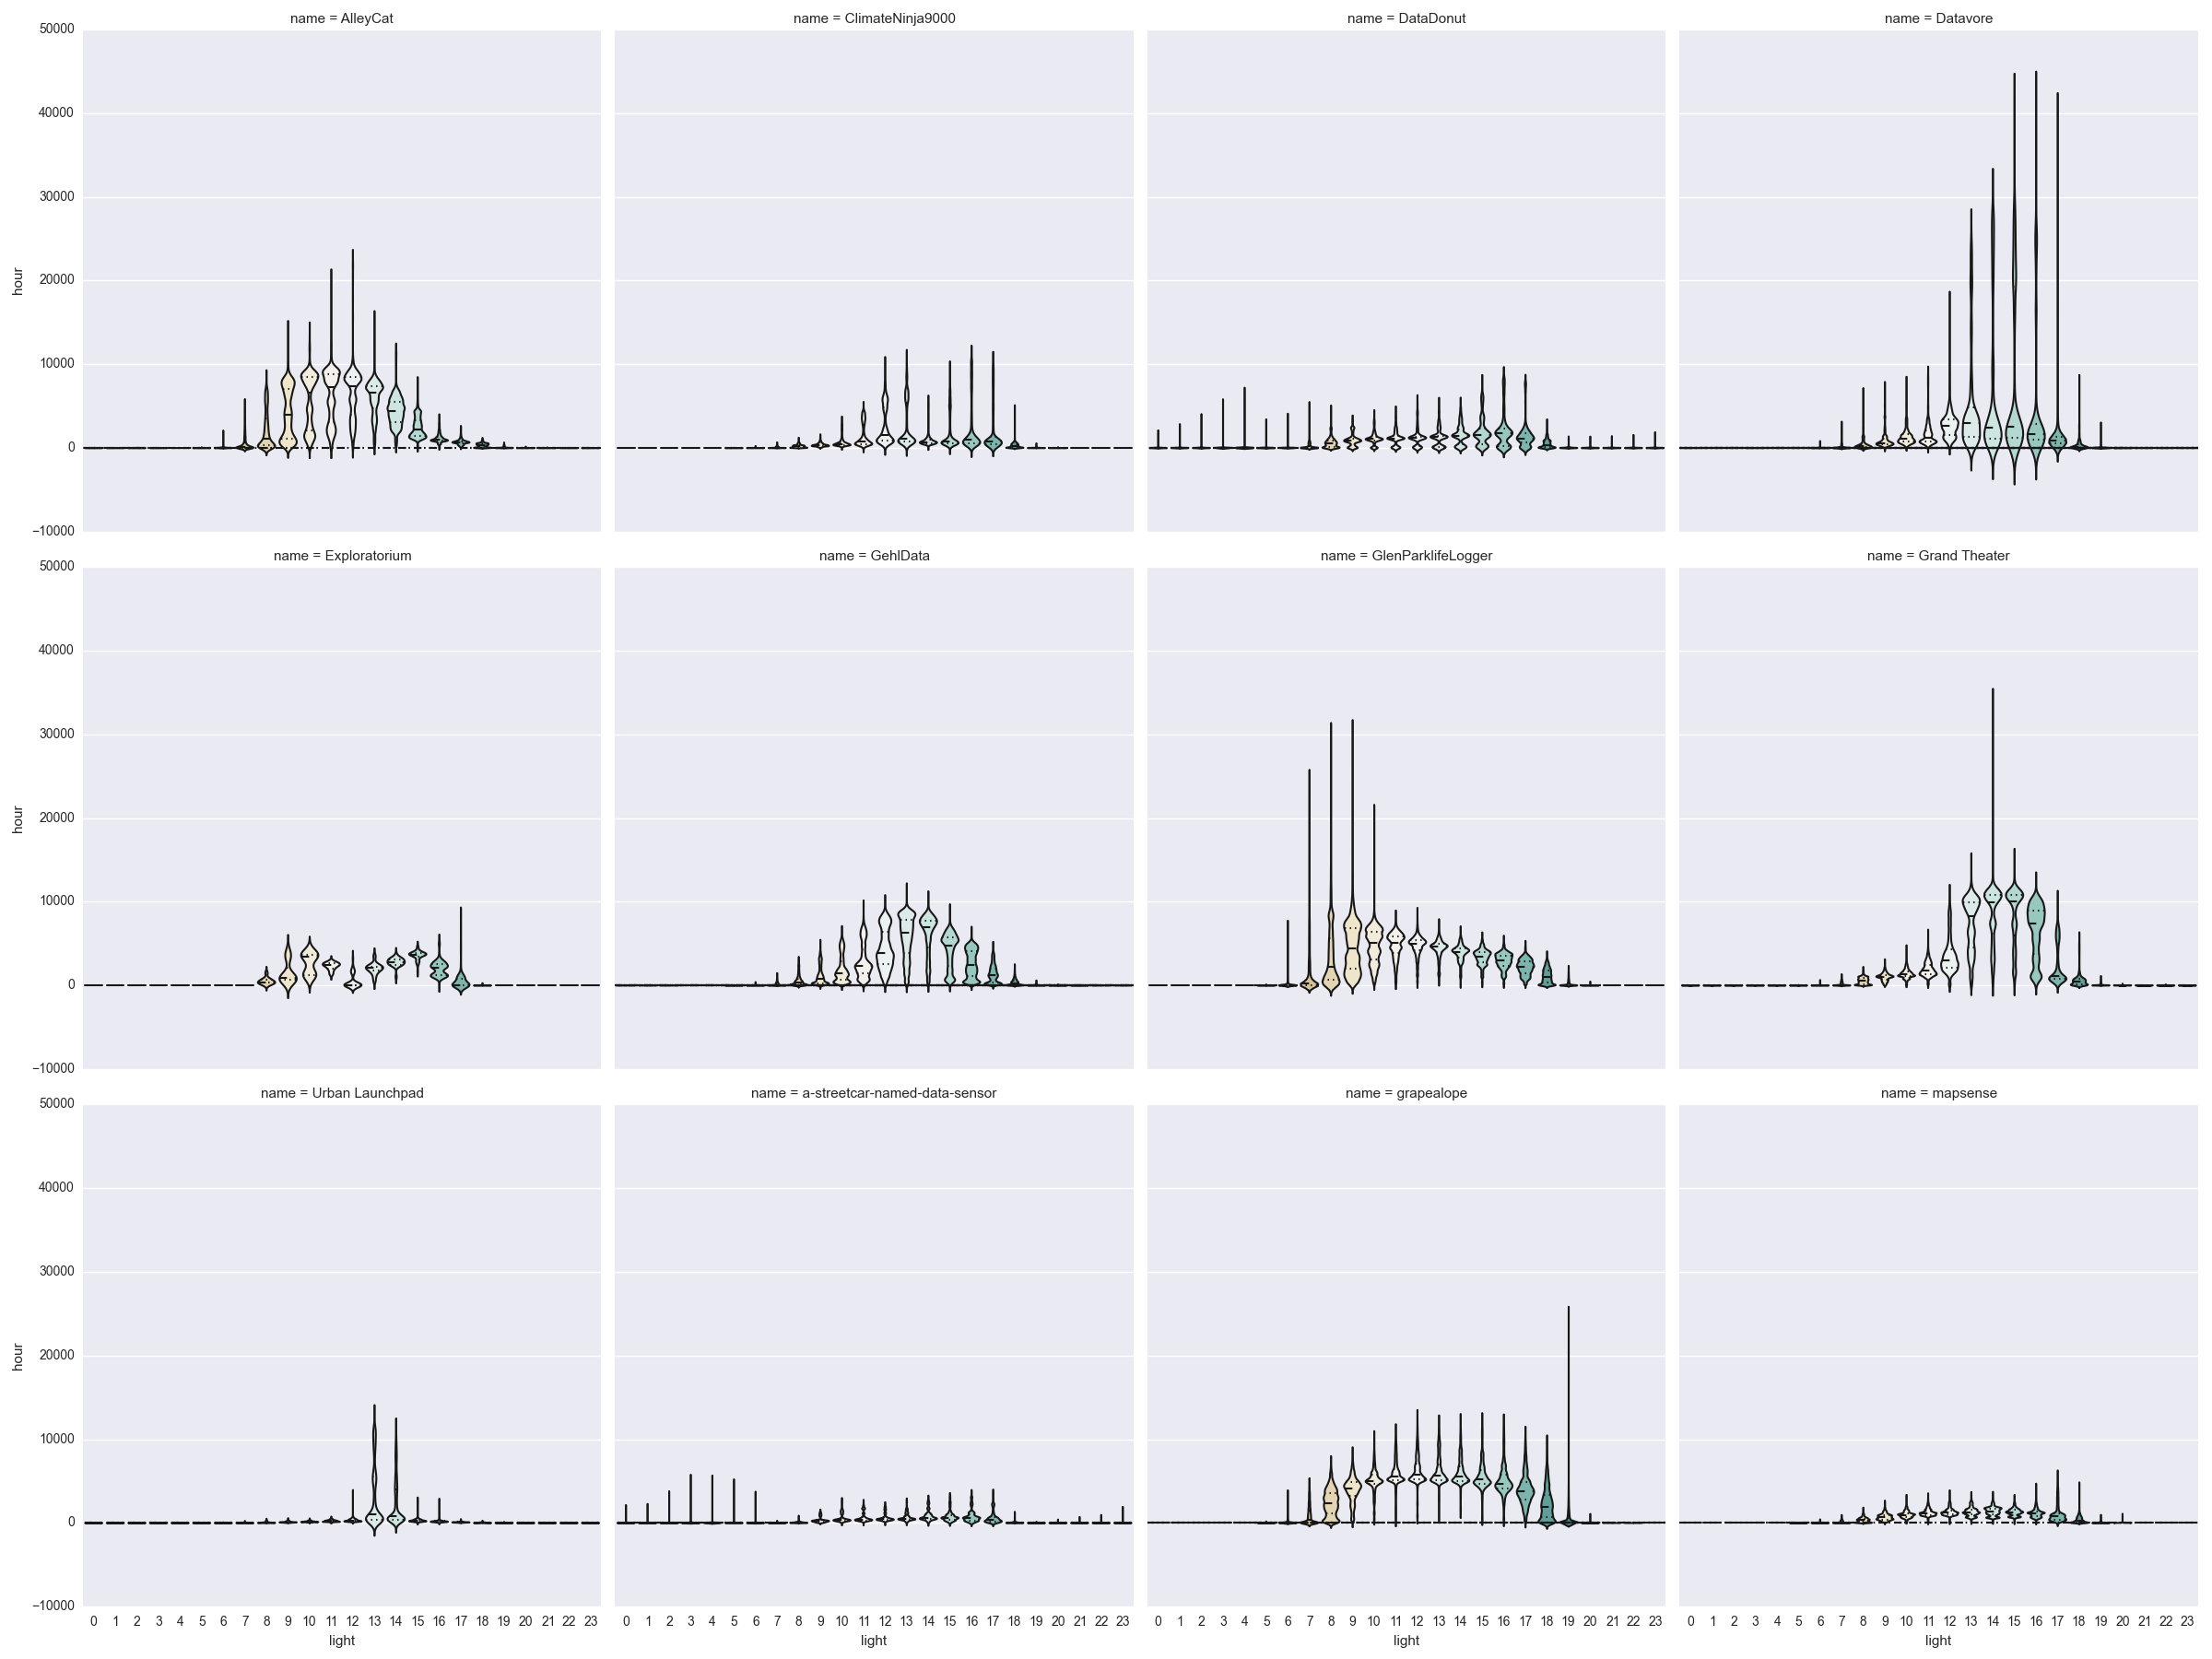 name = AlleyCat
name = ClimateNinja9000
name = DataDonut
name = Datavore
50000
40000
30000
20000
10000
0
−10000
hour
name = Exploratorium
name = GehlData
name = GlenParklifeLogger
name = Grand Theater
50000
40000
30000
20000
10000
0
−10000
hour
name = Urban Launchpad
name = a-streetcar-named-data-sensor
name = grapealope
name = mapsense
50000
40000
30000
20000
10000
0
−10000
hour
0 1 2 3 4 5 6 7 8 9 10 11 12 13 14 15 16 17 18 19 20 21 22 23
light
0 1 2 3 4 5 6 7 8 9 10 11 12 13 14 15 16 17 18 19 20 21 22 23
light
0 1 2 3 4 5 6 7 8 9 10 11 12 13 14 15 16 17 18 19 20 21 22 23
light
0 1 2 3 4 5 6 7 8 9 10 11 12 13 14 15 16 17 18 19 20 21 22 23
light